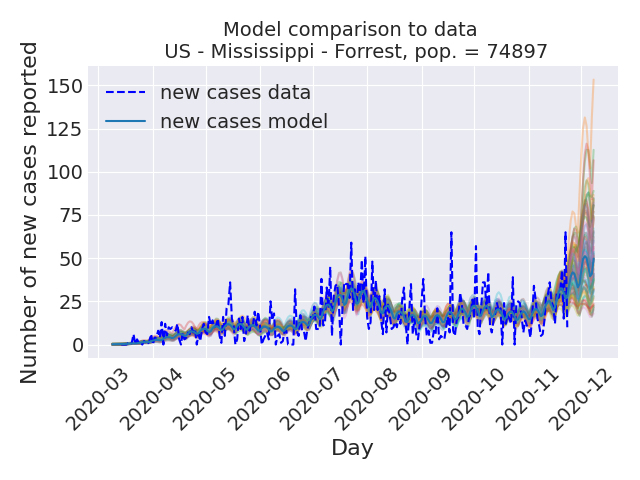 Model comparison to data
US - Mississippi - Forrest, pop. = 74897
Number of new cases reported
150
125
100
75
50
25
0
new cases data
new cases model
2020-03
2020-04
2020-05
2020-06
2020-07
2020-08
2020-09
2020-10
2020-11
2020-12
Day